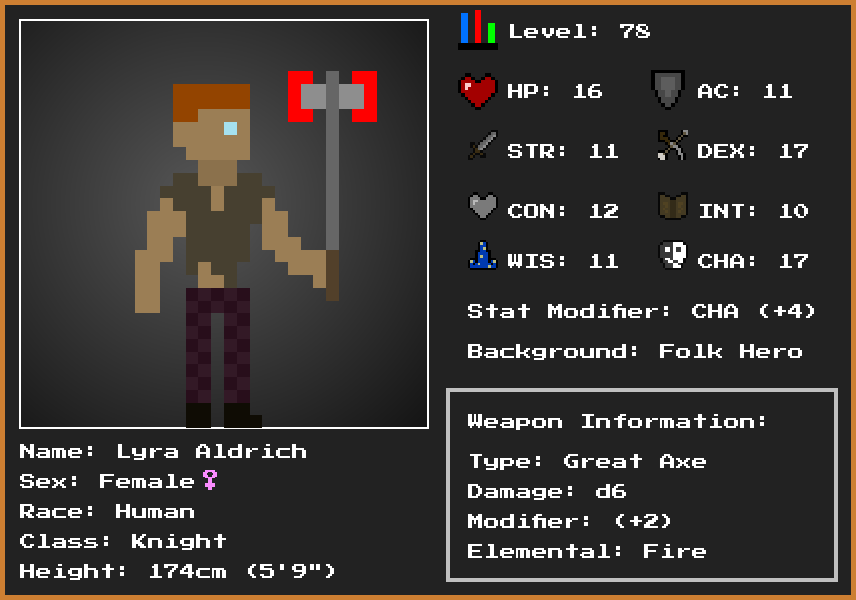 Level: 78
HP: 16 AC: 11
STR: 11 DEX: 17
CON: 12 INT: 10
WIS: 11 CHA: 17
Stat Modifier: CHA (+4)
Background: Folk Hero
Weapon Information:
Type: Great Axe
Damage: d6
Modifier: (+2)
Elemental: Fire
Name: Lyra Aldrich
Sex: Female♀
Race: Human
Class: Knight
Height: 174cm (5'9")